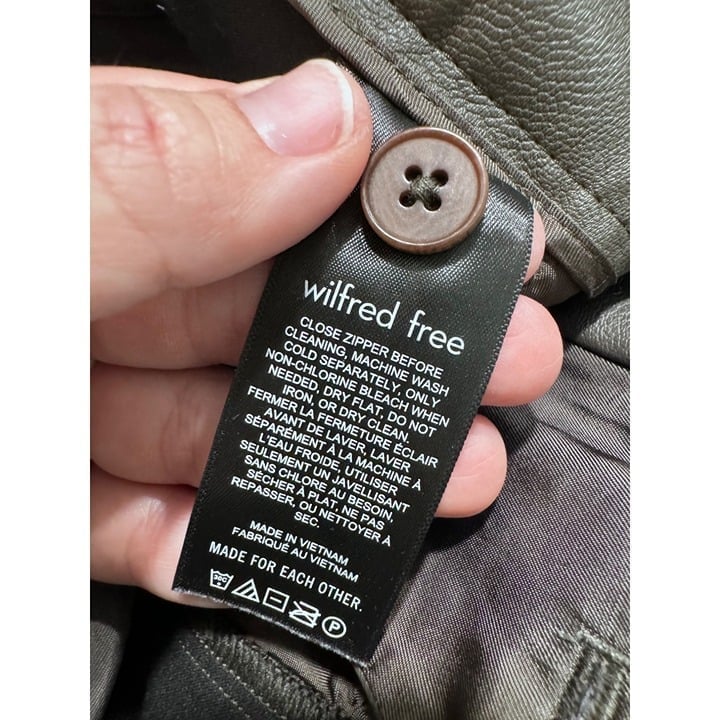 wilfred free
CLOSE ZIPPER BEFORE
CLEANING, MACHINE WASH
COLD SEPARATELY, ONLY
NON-CHLORINE BLEACH WHEN
NEEDED, DRY FLAT, DO NOT
IRON, OR DRY CLEAN.
FERMER LA FERMETURE ÉCLAIR
AVANT DE LAVER, LAVER
SÉPARÉMENT À LA MACHINE À
L'EAU FROIDE, UTILISER
SEULEMENT UN JAVELLISANT
SANS CHLORE AU BESOIN,
SÉCHER À PLAT, NE PAS
REPASSER, OU NETTOYER À
SEC.
MADE IN VIETNAM
FABRIQUÉ AU VIETNAM
MADE FOR EACH OTHER.
30C P